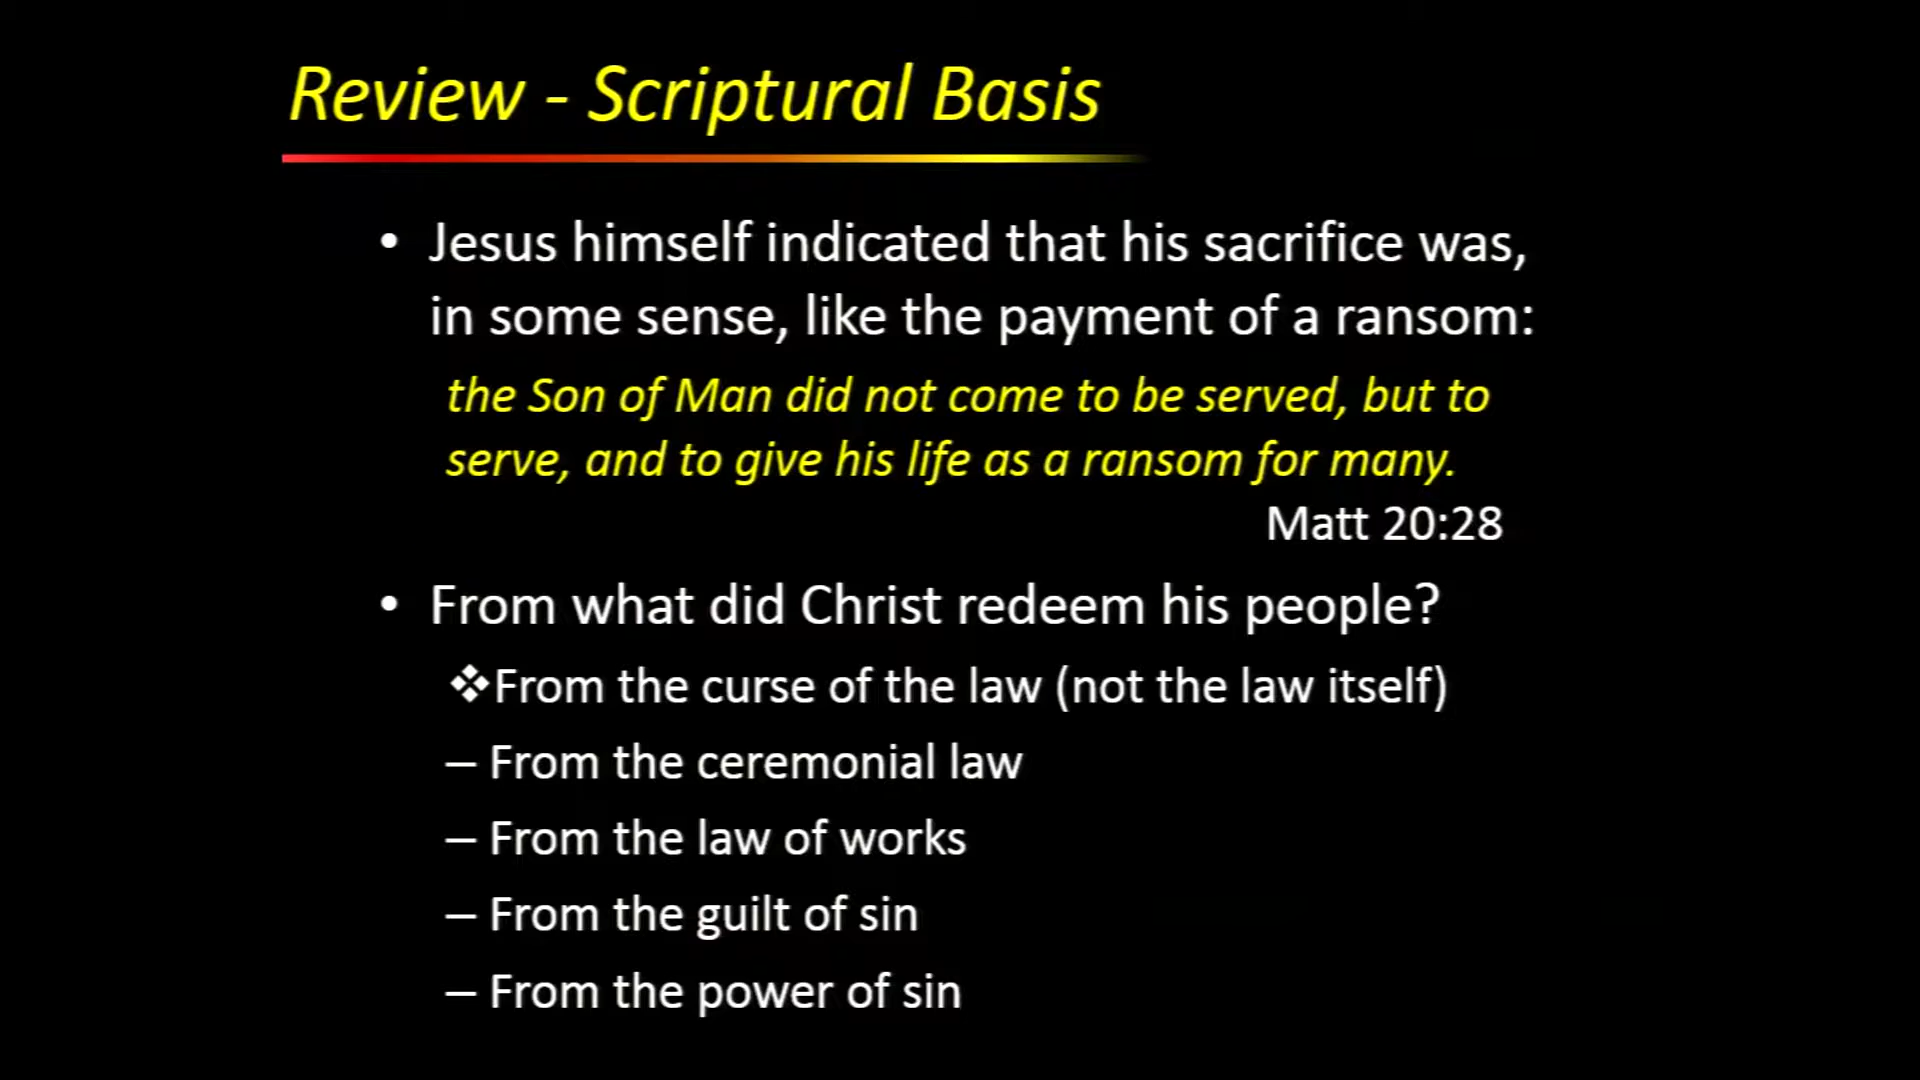 Review - Scriptural Basis
• Jesus himself indicated that his sacrifice was,
in some sense, like the payment of a ransom:
the Son of Man did not come to be served, but to
serve, and to give his life as a ransom for many.
Matt 20:28
• From what did Christ redeem his people?
❖From the curse of the law (not the law itself)
– From the ceremonial law
– From the law of works
– From the guilt of sin
– From the power of sin